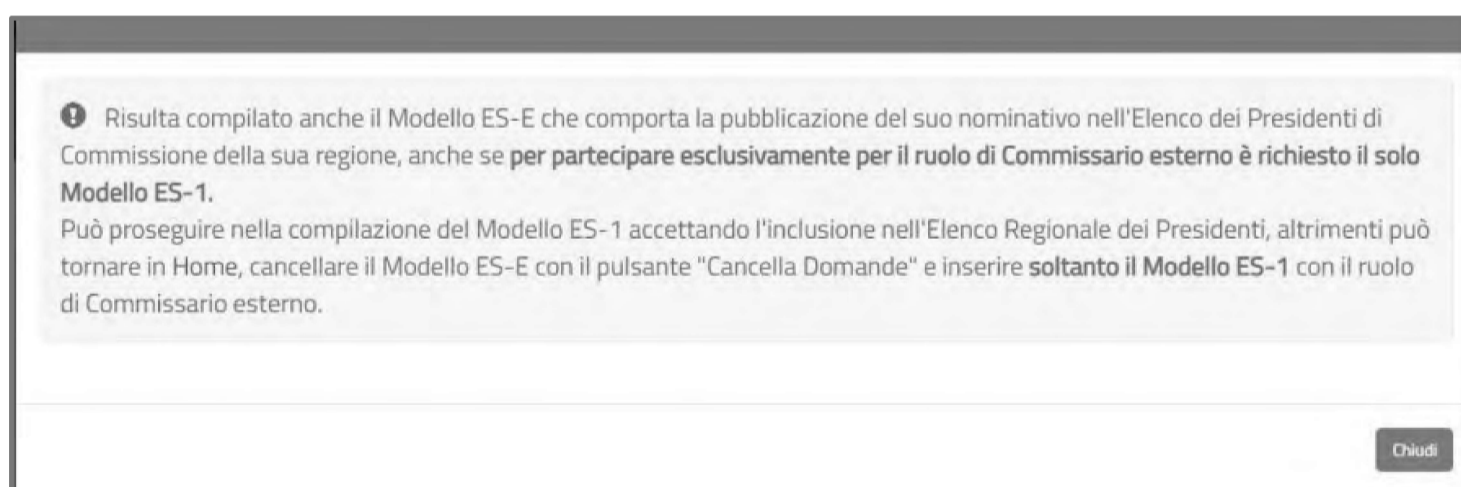 Risulta compilato anche il Modello ES-E che comporta la pubblicazione del suo nominativo nell'Elenco dei Presidenti di
Commissione della sua regione, anche se per partecipare esclusivamente per il ruolo di Commissario esterno è richiesto il solo
Modello ES-1.
Può proseguire nella compilazione del Modello ES-1 accettando l'inclusione nell'Elenco Regionale dei Presidenti, altrimenti può
tornare in Home, cancellare il Modello ES-E con il pulsante "Cancella Domande" e inserire soltanto il Modello ES-1 con il ruolo
di Commissario esterno.
Chiudi